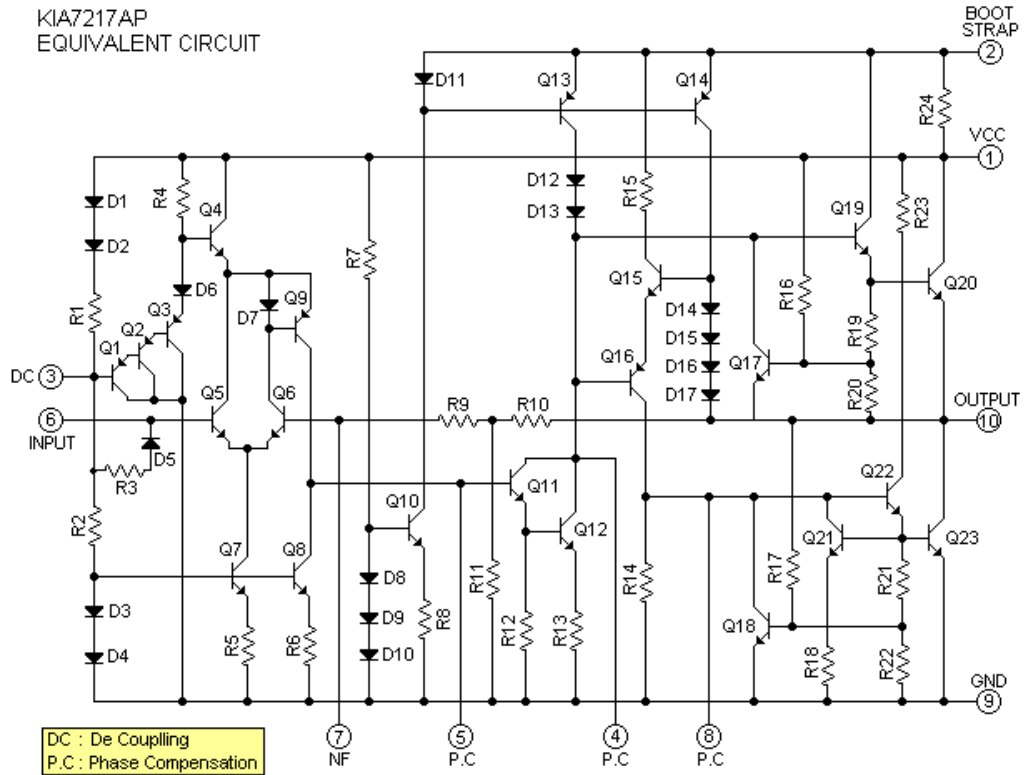 KIA7217AP
EQUIVALENT CIRCUIT
BOOT
STRAP
2
D11
Q13
Q14
R24
VCC
1
D1
R4
Q4
D12
R15
D13
Q19
R23
D2
R7
D6
Q15
R16
Q20
R1
Q3
D7
Q9
D14
Q2
D15
R19
Q1
Q16
D16
Q17
DC 3
D17
R20
Q5
Q6
R9
R10
OUTPUT
10
6
INPUT
D5
R3
Q11
Q22
R2
Q10
Q12
Q21
Q23
Q7
Q8
R11
R14
R17
R21
D8
D3
D9
R8
R12
R13
Q18
D4
R5
R6
D10
R18
R22
GND
9
DC : De Couplling
P.C : Phase Compensation
7
NF
5
P.C
4
P.C
8
P.C